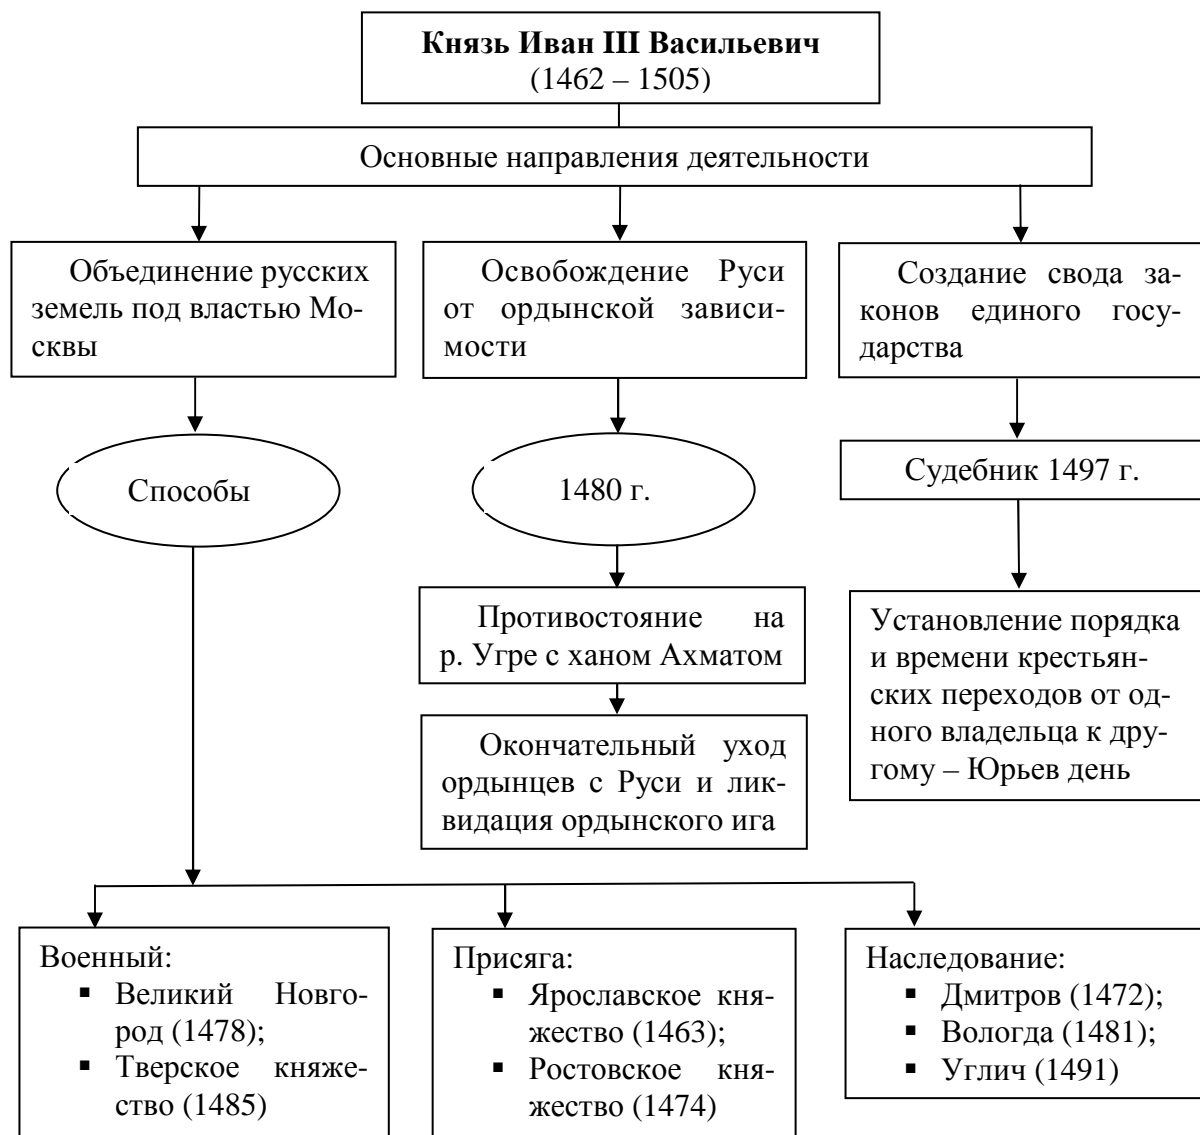 Князь Иван III Васильевич
(1462 – 1505)
Основные направления деятельности
Объединение русских
земель под властью Мо-
сквы
Освобождение Руси
от ордынской зависи-
мости
Создание свода за-
конов единого госу-
дарства
Способы
1480 г.
Судебник 1497 г.
Противостояние на
р. Угре с ханом Ахматом
Окончательный уход
ордынцев с Руси и лик-
видация ордынского ига
Установление порядка
и времени крестьян-
ских переходов от од-
ного владельца к дру-
гому – Юрьев день
Военный:
▪ Великий Новго-
род (1478);
▪ Тверское княже-
ство (1485)
Присяга:
▪ Ярославское кня-
жество (1463);
▪ Ростовское кня-
жество (1474)
Наследование:
▪ Дмитров (1472);
▪ Вологда (1481);
▪ Углич (1491)